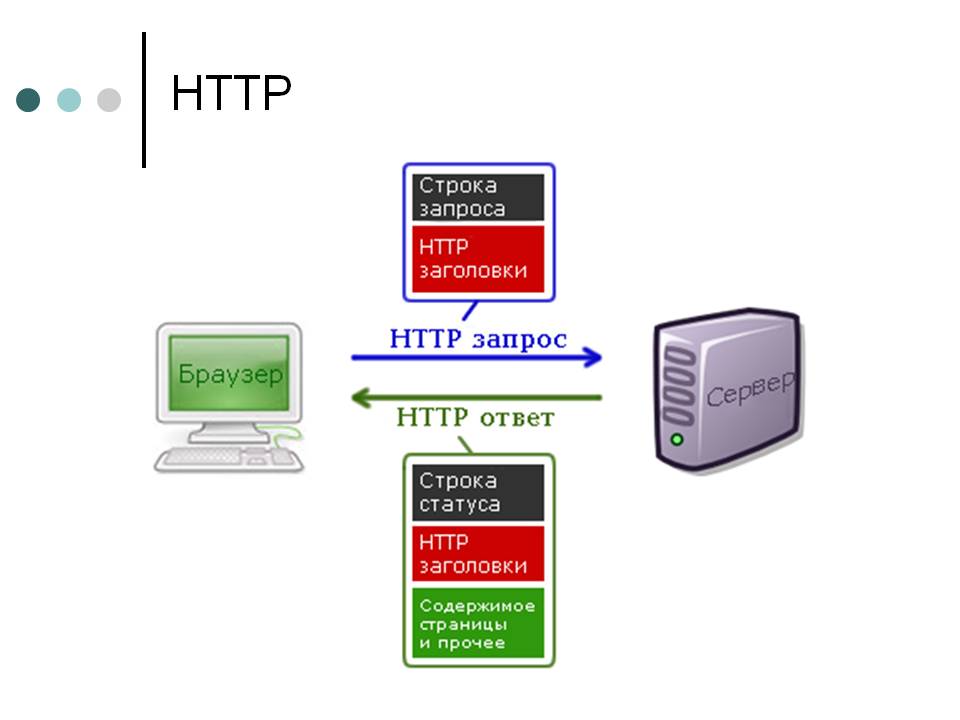 HTTP
Строка
запроса
HTTP
заголовки
HTTP запрос
Браузер
Сервер
HTTP ответ
Строка
статуса
HTTP
заголовки
Содержимое
страницы
и прочее